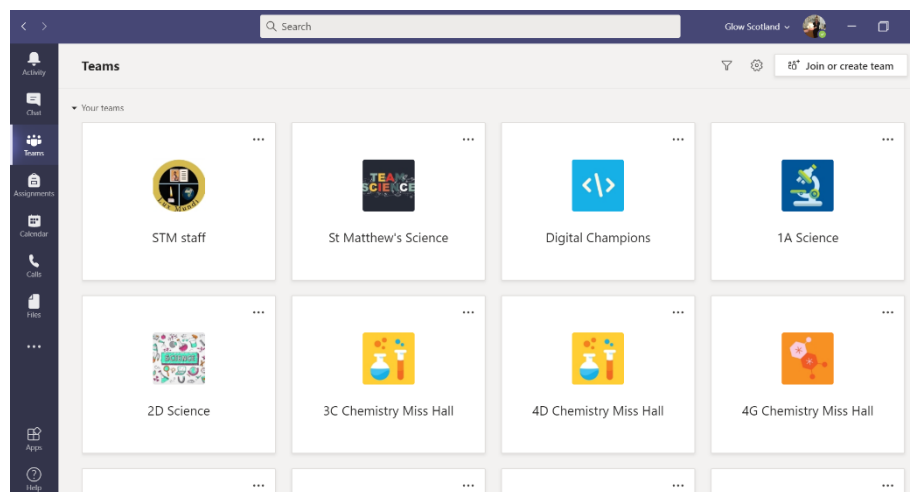 Search
Glow Scotland
Activity
Teams
Join or create team
Chat
Your teams
Teams
Assignments
Calendar
Calls
Files
Apps
Help
LUX MUNDI
STM staff
TEAM SCIENCE
St Matthew's Science
Digital Champions
1A Science
SCIENCE
2D Science
3C Chemistry Miss Hall
4D Chemistry Miss Hall
4G Chemistry Miss Hall